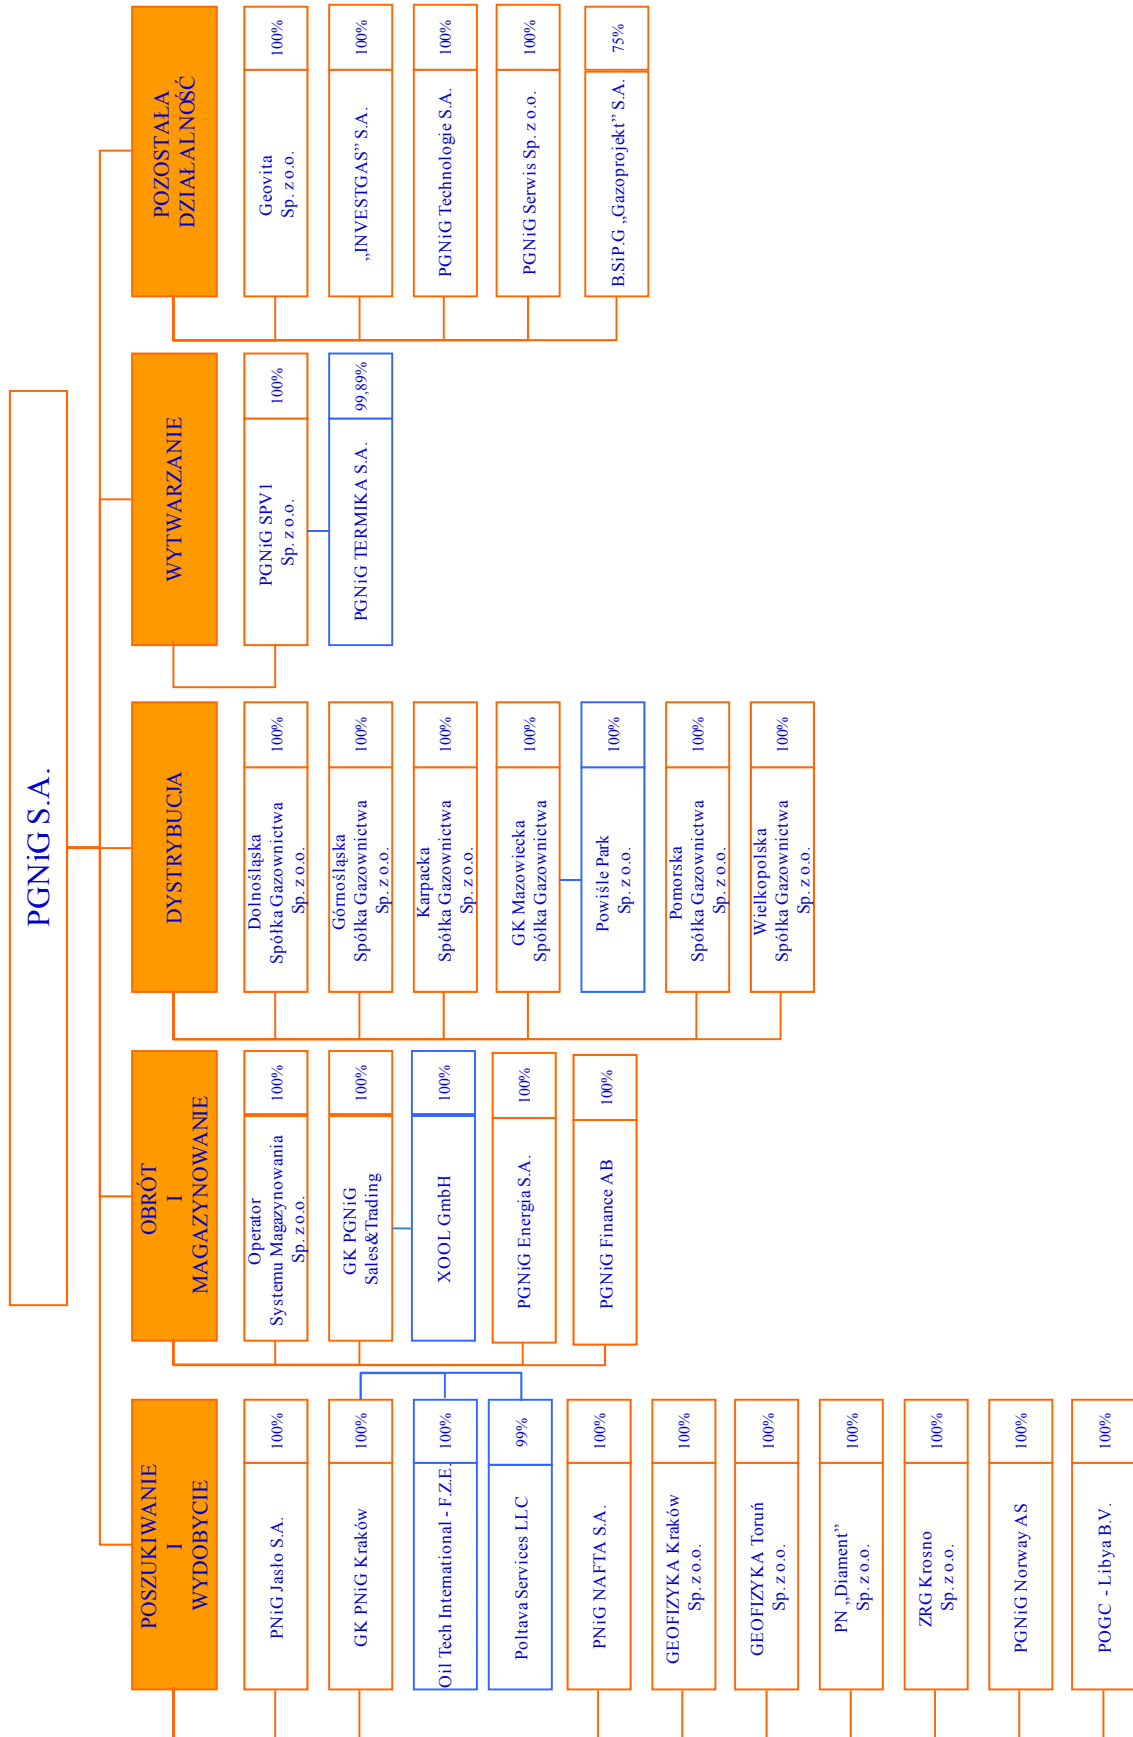 PGNiG S.A.
POSZUKIWANIE
I
WYDOBYCIE
PNiG Jasło S.A.
100%
GK PNiG Kraków
100%
Oil Tech International - F.Z.E.
100%
Poltava Services LLC
99%
PNiG NAFTA S.A.
100%
GEOFIZYKA Kraków
Sp. z o.o.
100%
GEOFIZYKA Toruń
Sp. z o.o.
100%
PN „Diament”
Sp. z o.o.
100%
ZRG Krosno
Sp. z o.o.
100%
PGNiG Norway AS
100%
POGC - Libya B.V.
100%
OBRÓT
I
MAGAZYNOWANIE
Operator
Systemu Magazynowania
Sp. z o.o.
100%
GK PGNiG
Sales&Trading
100%
XOOL GmbH
100%
PGNiG Energia S.A.
100%
PGNiG Finance AB
100%
DYSTRYBUCJA
Dolnośląska
Spółka Gazownictwa
Sp. z o.o.
100%
Górnośląska
Spółka Gazownictwa
Sp. z o.o.
100%
Karpacka
Spółka Gazownictwa
Sp. z o.o.
100%
GK Mazowiecka
Spółka Gazownictwa
100%
Powiśle Park
Sp. z o.o.
100%
Pomorska
Spółka Gazownictwa
Sp. z o.o.
100%
Wielkopolska
Spółka Gazownictwa
Sp. z o.o.
100%
WYTWARZANIE
PGNiG SPV1
Sp. z o.o.
100%
PGNiG TERMIKA S.A.
99,89%
POZOSTAŁA
DZIAŁALNOŚĆ
Geovita
Sp. z o.o.
100%
„INVESTGAS” S.A.
100%
PGNiG Technologie S.A.
100%
PGNiG Serwis Sp. z o.o.
100%
B.SiP.G „Gazoprojekt” S.A.
75%